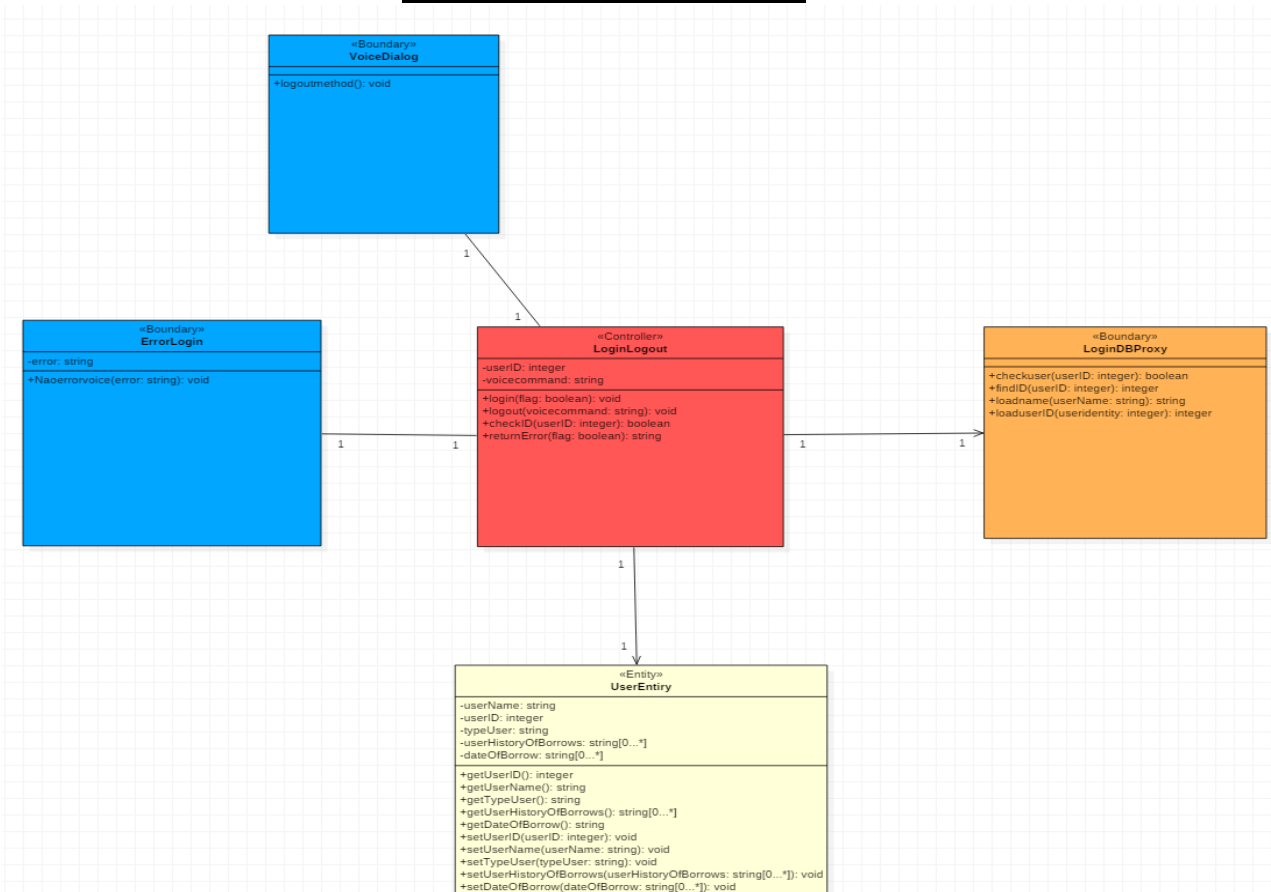 «Boundary»
VoiceDialog
+logoutmethod(): void
1
1
«Boundary»
ErrorLogin
-error: string
+Naoerrorvoice(error: string): void
1
1
«Controller»
LoginLogout
-userID: integer
-voicecommand: string
+login(flag: boolean): void
+logout(voicecommand: string): void
+checkID(userID: integer): boolean
+returnError(flag: boolean): string
1
1
«Boundary»
LoginDBProxy
+checkuser(userID: integer): boolean
+findID(userID: integer): integer
+loadname(userName: string): string
+loaduserID(useridentity: integer): integer
1
1
«Entity»
UserEntiry
-userName: string
-userID: integer
-typeUser: string
-userHistoryOfBorrows: string[0...*]
-dateOfBorrow: string[0...*]
+getUserID(): integer
+getUserName(): string
+getTypeUser(): string
+getUserHistoryOfBorrows(): string[0...*]
+getDateOfBorrow(): string
+setUserID(userID: integer): void
+setUserName(userName: string): void
+setTypeUser(typeUser: string): void
+setUserHistoryOfBorrows(userHistoryOfBorrows: string[0...*]): void
+setDateOfBorrow(dateOfBorrow: string[0...*]): void